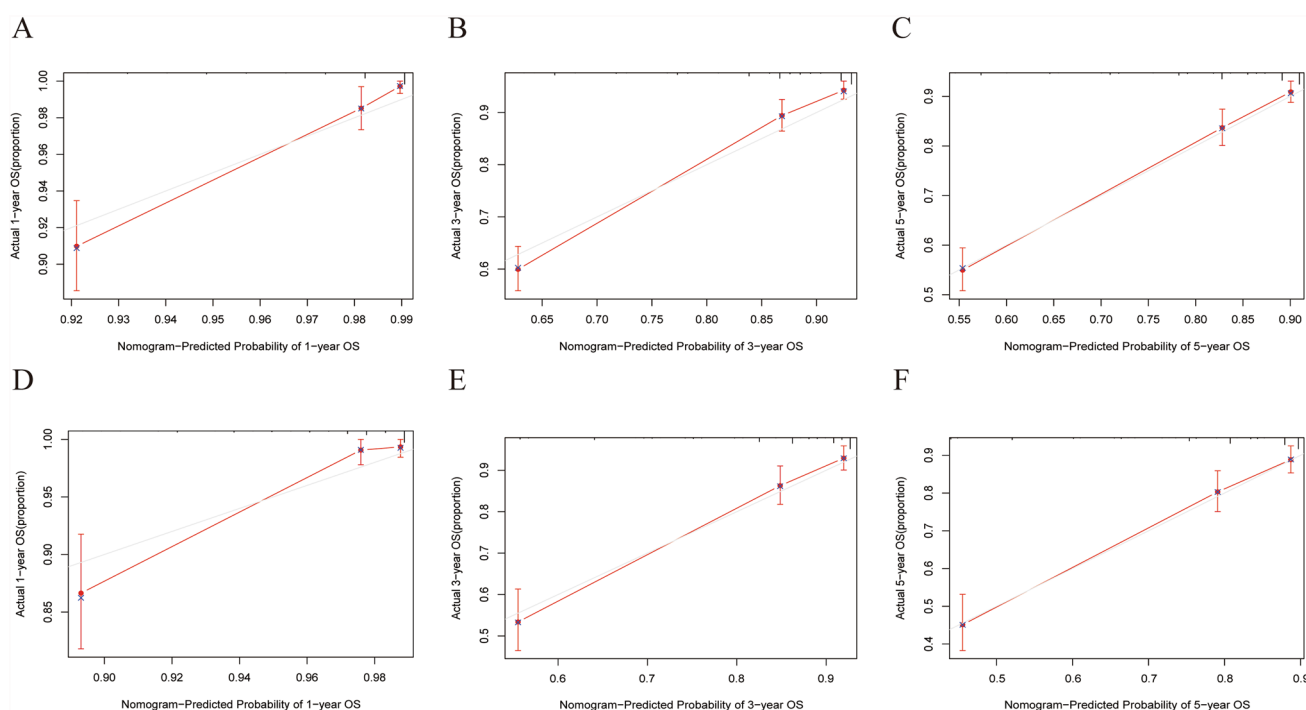 A
B
C
Actual 1-year OS(proportion)
1.00
0.98
0.96
0.94
0.92
0.90
0.92 0.93 0.94 0.95 0.96 0.97 0.98 0.99
Nomogram-Predicted Probability of 1-year OS
Actual 3-year OS(proportion)
0.9
0.8
0.7
0.6
0.65 0.70 0.75 0.80 0.85 0.90
Nomogram-Predicted Probability of 3-year OS
Actual 5-year OS(proportion)
0.9
0.8
0.7
0.6
0.5
0.55 0.60 0.65 0.70 0.75 0.80 0.85 0.90
Nomogram-Predicted Probability of 5-year OS
D
E
F
Actual 1-year OS(proportion)
1.00
0.95
0.90
0.85
0.90 0.92 0.94 0.96 0.98
Nomogram-Predicted Probability of 1-year OS
Actual 3-year OS(proportion)
0.9
0.8
0.7
0.6
0.5
0.6 0.7 0.8 0.9
Nomogram-Predicted Probability of 3-year OS
Actual 5-year OS(proportion)
0.9
0.8
0.7
0.6
0.5
0.4
0.5 0.6 0.7 0.8
Nomogram-Predicted Probability of 5-year OS